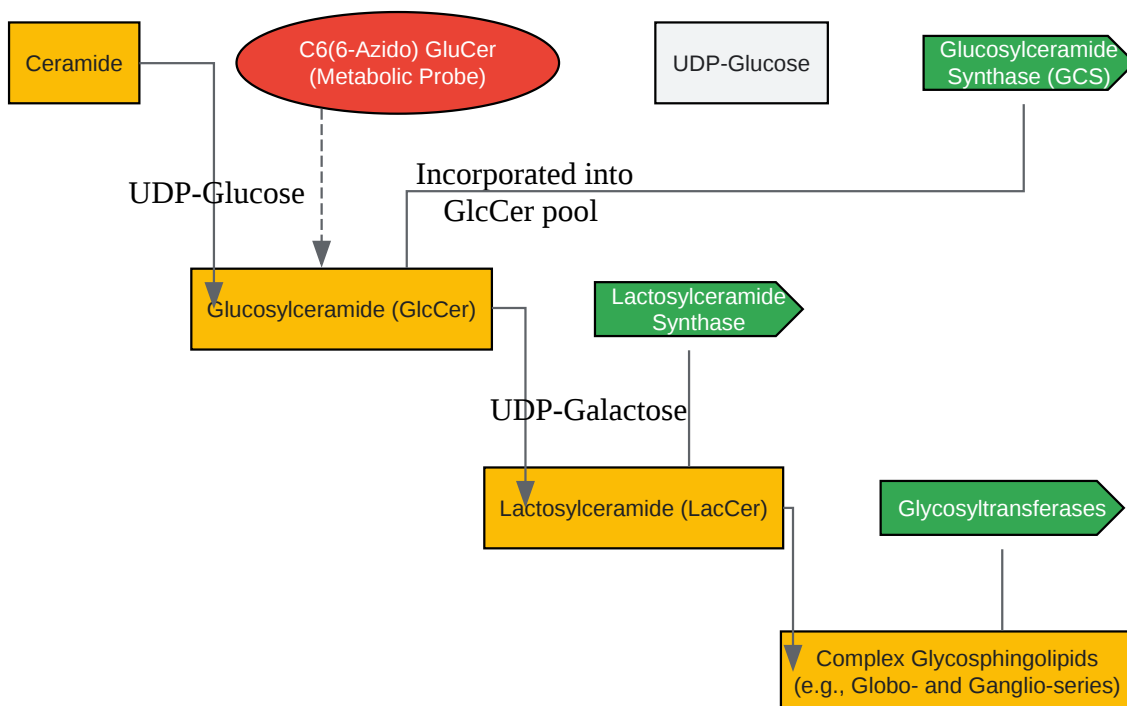 Ceramide
C6(6-Azido) GluCer
(Metabolic Probe)
UDP-Glucose
Glucosylceramide
Synthase (GCS)
UDP-Glucose
Incorporated into
GlcCer pool
Glucosylceramide (GlcCer)
Lactosylceramide
Synthase
UDP-Galactose
Lactosylceramide (LacCer)
Glycosyltransferases
Complex Glycosphingolipids
(e.g., Globo- and Ganglio-series)